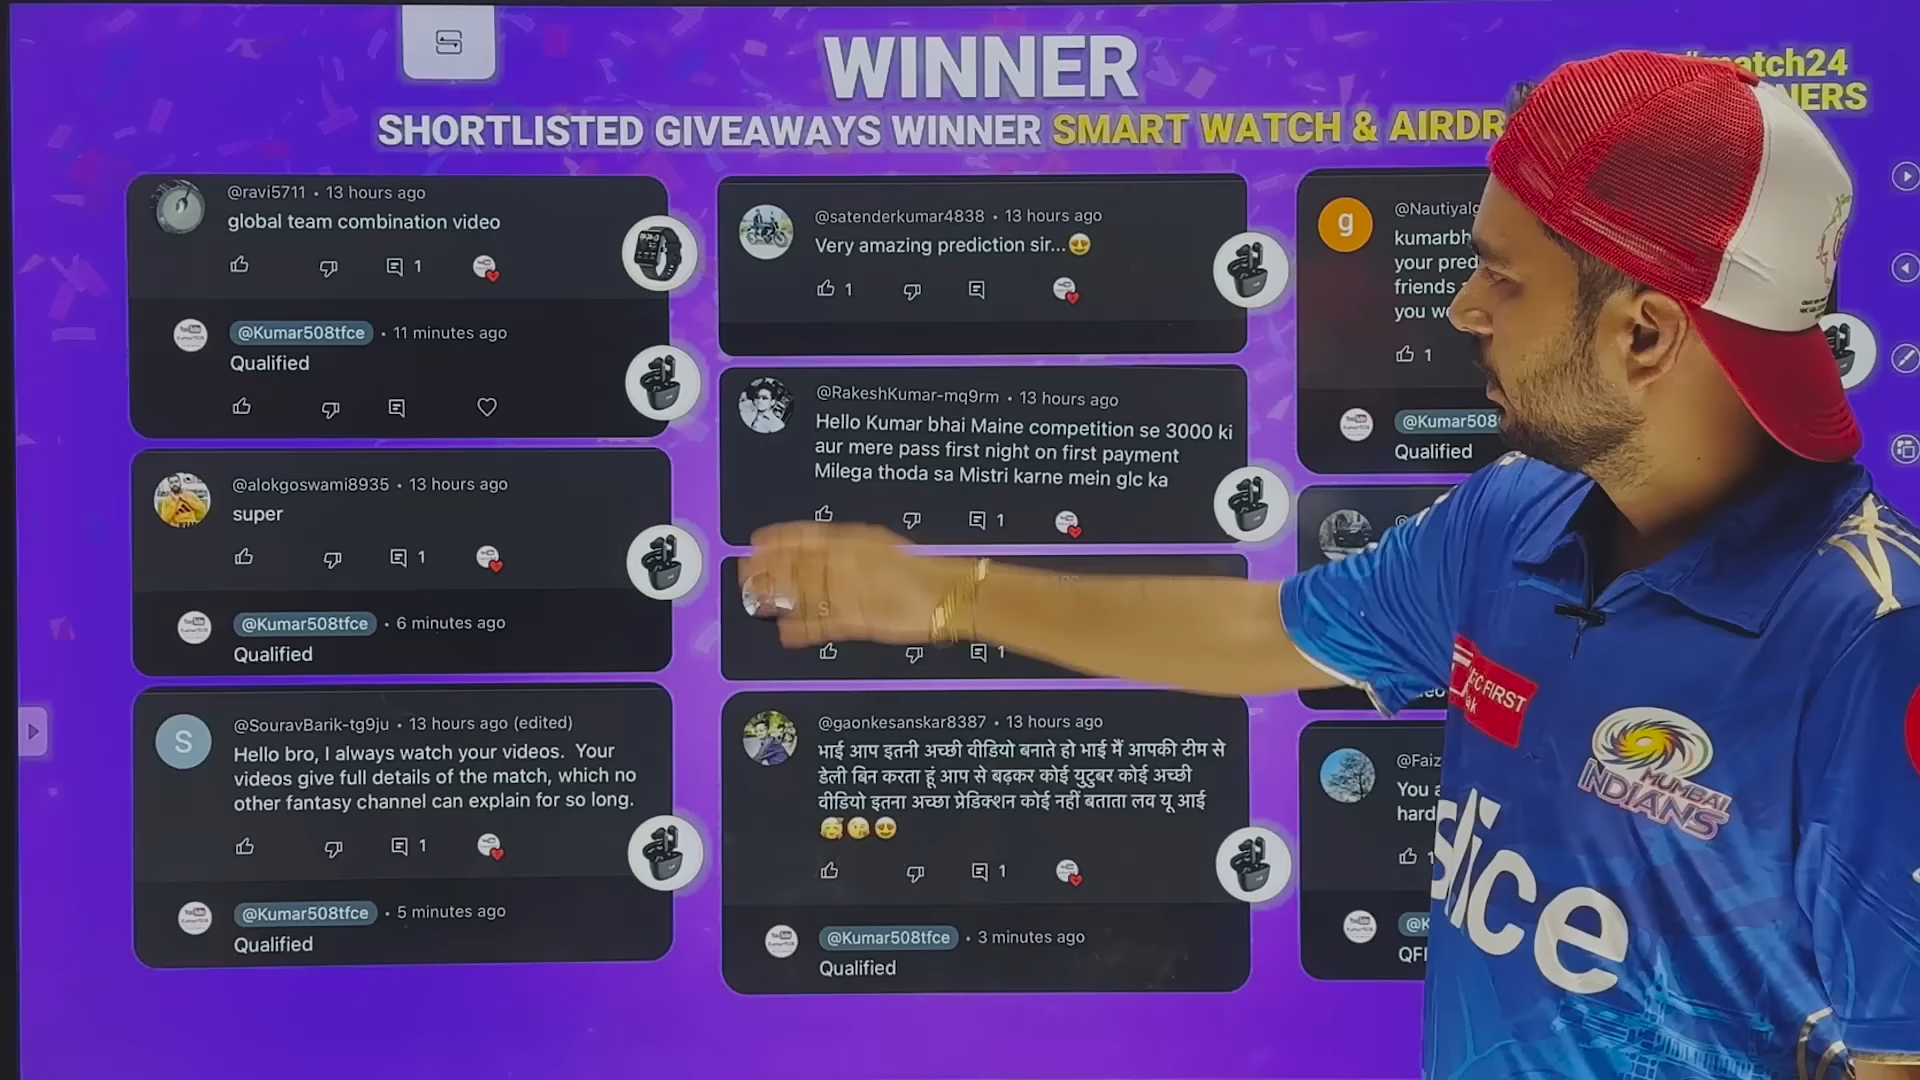 WINNER
#match24
SHORTLISTED GIVEAWAYS WINNER SMART WATCH & AIRDR
NERS
@ravi5711 • 13 hours ago
global team combination video
1
@Kumar508tfce • 11 minutes ago
Qualified
@alokgoswami8935 • 13 hours ago
super
1
@Kumar508tfce • 6 minutes ago
Qualified
S
@SouravBarik-tg9ju • 13 hours ago (edited)
Hello bro, I always watch your videos. Your
videos give full details of the match, which no
other fantasy channel can explain for so long.
1
@Kumar508tfce • 5 minutes ago
Qualified
@satenderkumar4838 • 13 hours ago
Very amazing prediction sir...😍
1
@RakeshKumar-mq9rm • 13 hours ago
Hello Kumar bhai Maine competition se 3000 ki
aur mere pass first night on first payment
Milega thoda sa Mistri karne mein glc ka
1
1
@gaonkesanskar8387 • 13 hours ago
भाई आप इतनी अच्छी वीडियो बनाते हो भाई मैं आपकी टीम से
डेली बिन करता हूं आप से बढ़कर कोई युटुबर कोई अच्छी
वीडियो इतना अच्छा प्रेडिक्शन कोई नहीं बताता लव यू आई
🥰😘😍
1
@Kumar508tfce • 3 minutes ago
Qualified
g
@Nautiyalg
kumarbh
your pred
friends
you we
1
@Kumar508
Qualified
@Faiz
You a
hard
1
@K
QFI
FIRST
MUMBAI
INDIANS
slice